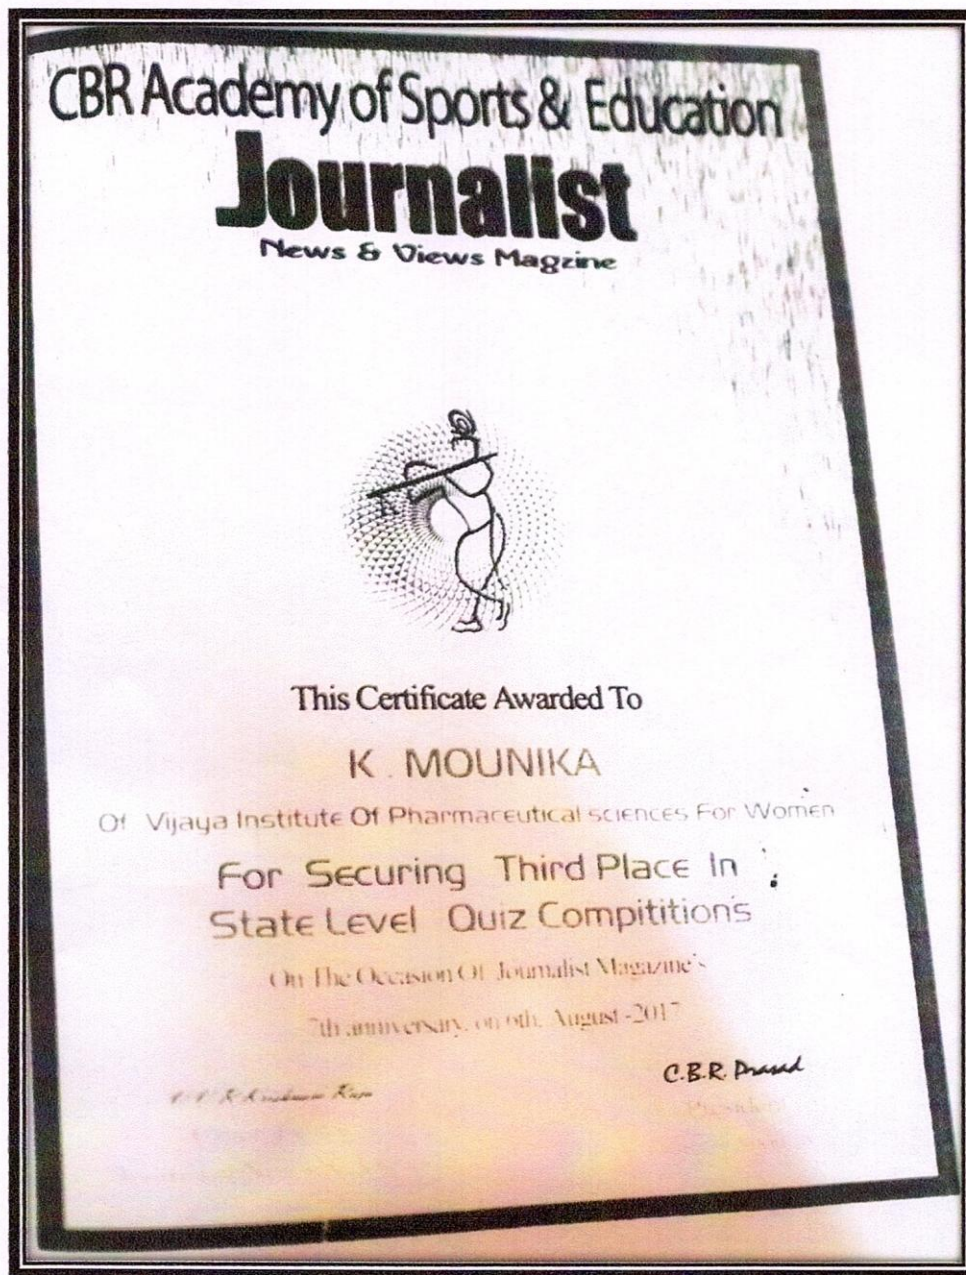 CBR Academy of Sports & Education
Journalist
News & Views Magzine
This Certificate Awarded To
K . MOUNIKA
Of Vijaya Institute Of Pharmaceutical sciences For Women
For Securing Third Place In
State Level Quiz Compitition's
On The Occasion Of Journalist Magazine's
7th anniversary, on 6th, August -2017
C.B.R. Prasad
President